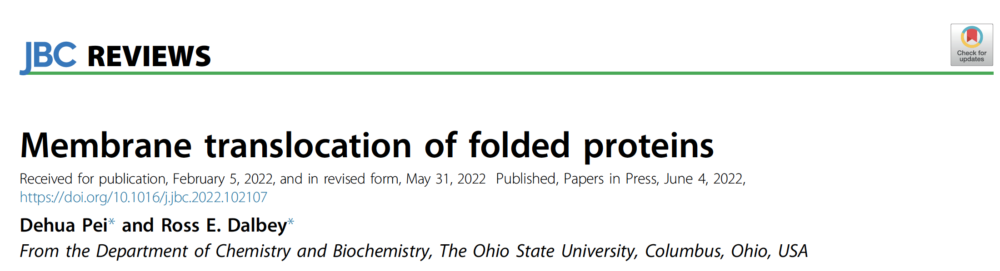 JBC REVIEWS
Check for
updates
Membrane translocation of folded proteins
Received for publication, February 5, 2022, and in revised form, May 31, 2022 Published, Papers in Press, June 4, 2022,
https://doi.org/10.1016/j.jbc.2022.102107
Dehua Pei* and Ross E. Dalbey*
From the Department of Chemistry and Biochemistry, The Ohio State University, Columbus, Ohio, USA